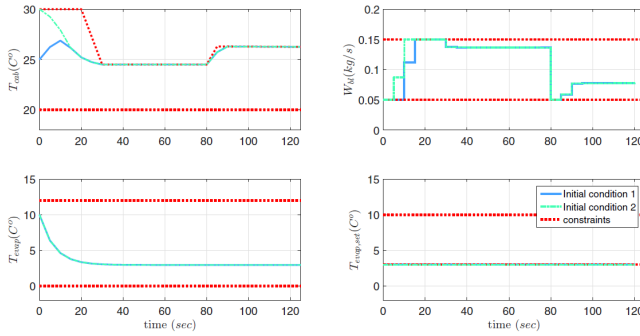 30
25
20
T_cab(C^o)
0 20 40 60 80 100 120
0.2
0.15
0.1
0.05
0
W_bl(kg/s)
0 20 40 60 80 100 120
15
10
5
0
T_evap(C^o)
0 20 40 60 80 100 120
time (sec)
15
10
5
0
T_evap,set(C^o)
Initial condition 1
Initial condition 2
constraints
0 20 40 60 80 100 120
time (sec)